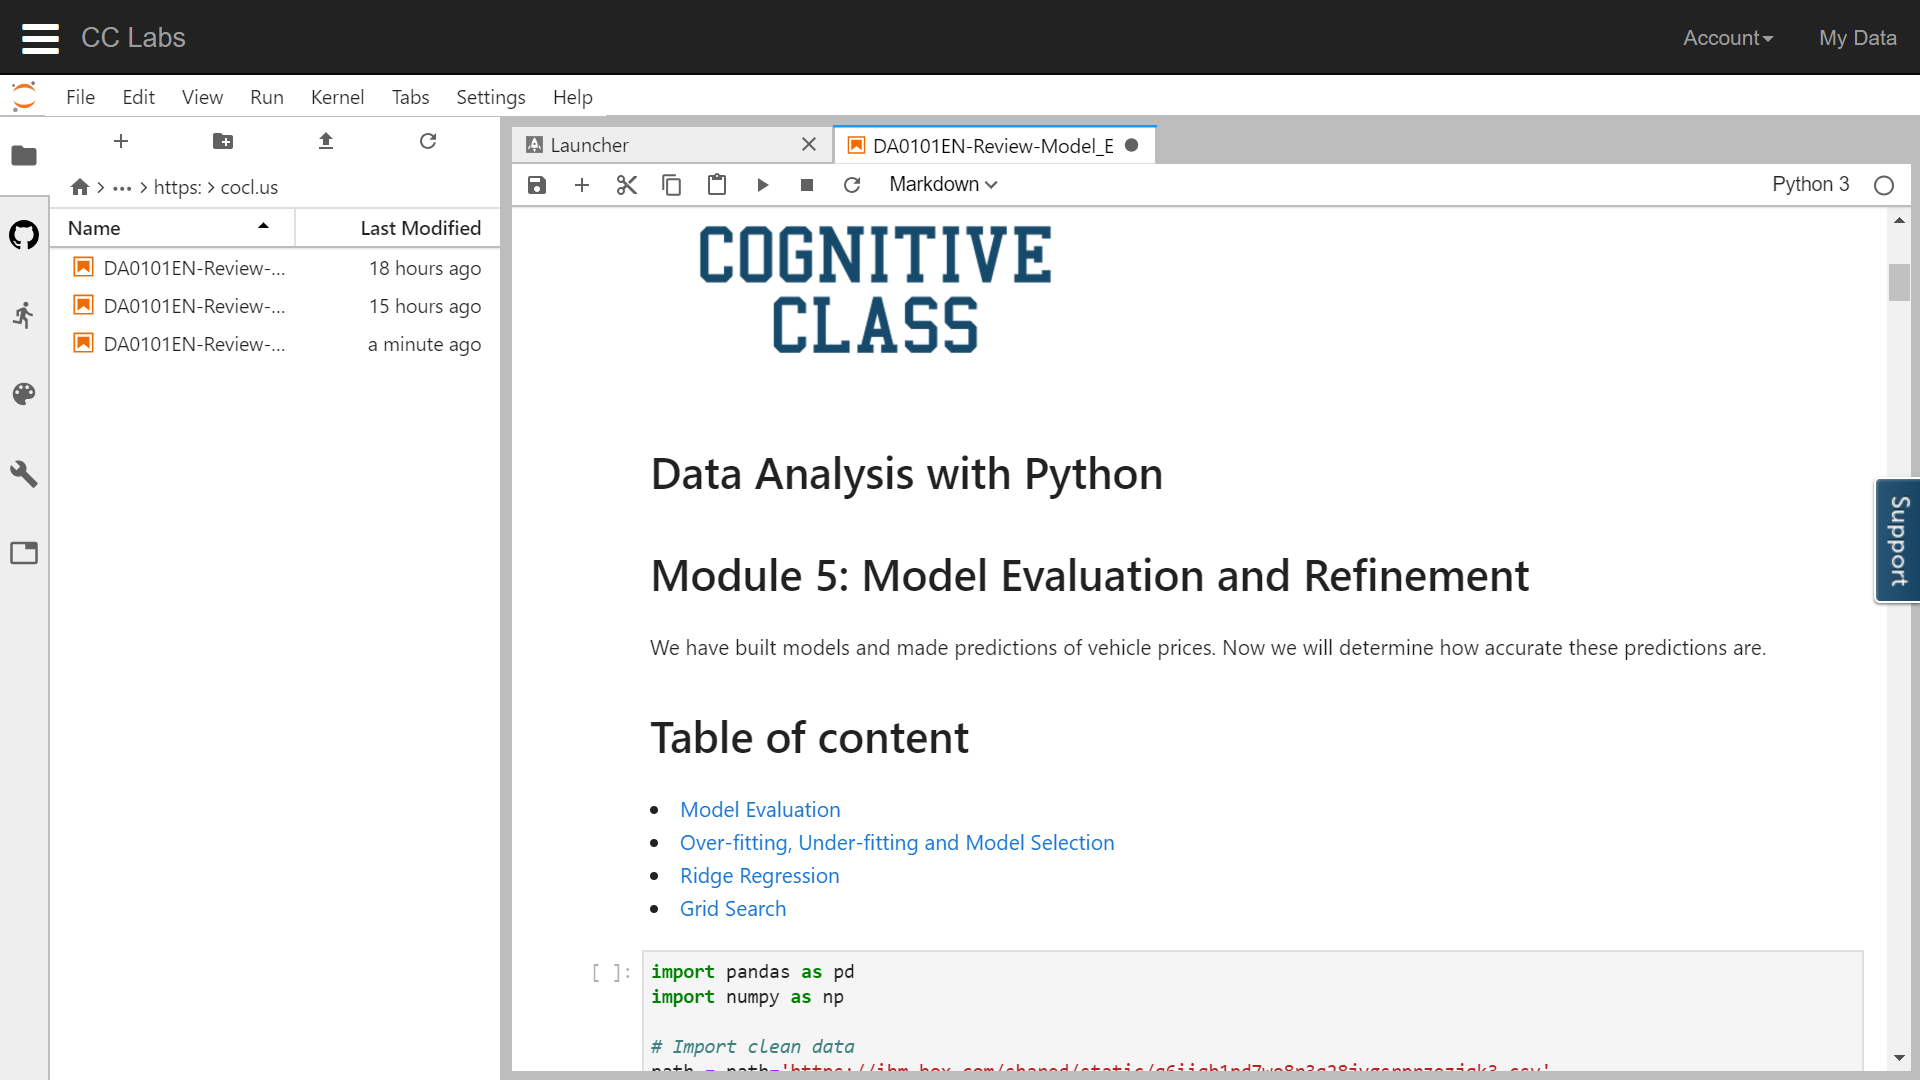 CC Labs
Account
My Data
File Edit View Run Kernel Tabs Settings Help
https: cocl.us
Name Last Modified
DA0101EN-Review-... 18 hours ago
DA0101EN-Review-... 15 hours ago
DA0101EN-Review-... a minute ago
Launcher
DA0101EN-Review-Model_E
Markdown
Python 3
COGNITIVE
CLASS
Data Analysis with Python
Module 5: Model Evaluation and Refinement
We have built models and made predictions of vehicle prices. Now we will determine how accurate these predictions are.
Table of content
Model Evaluation
Over-fitting, Under-fitting and Model Selection
Ridge Regression
Grid Search
[ ]:
import pandas as pd
import numpy as np
# Import clean data
Support